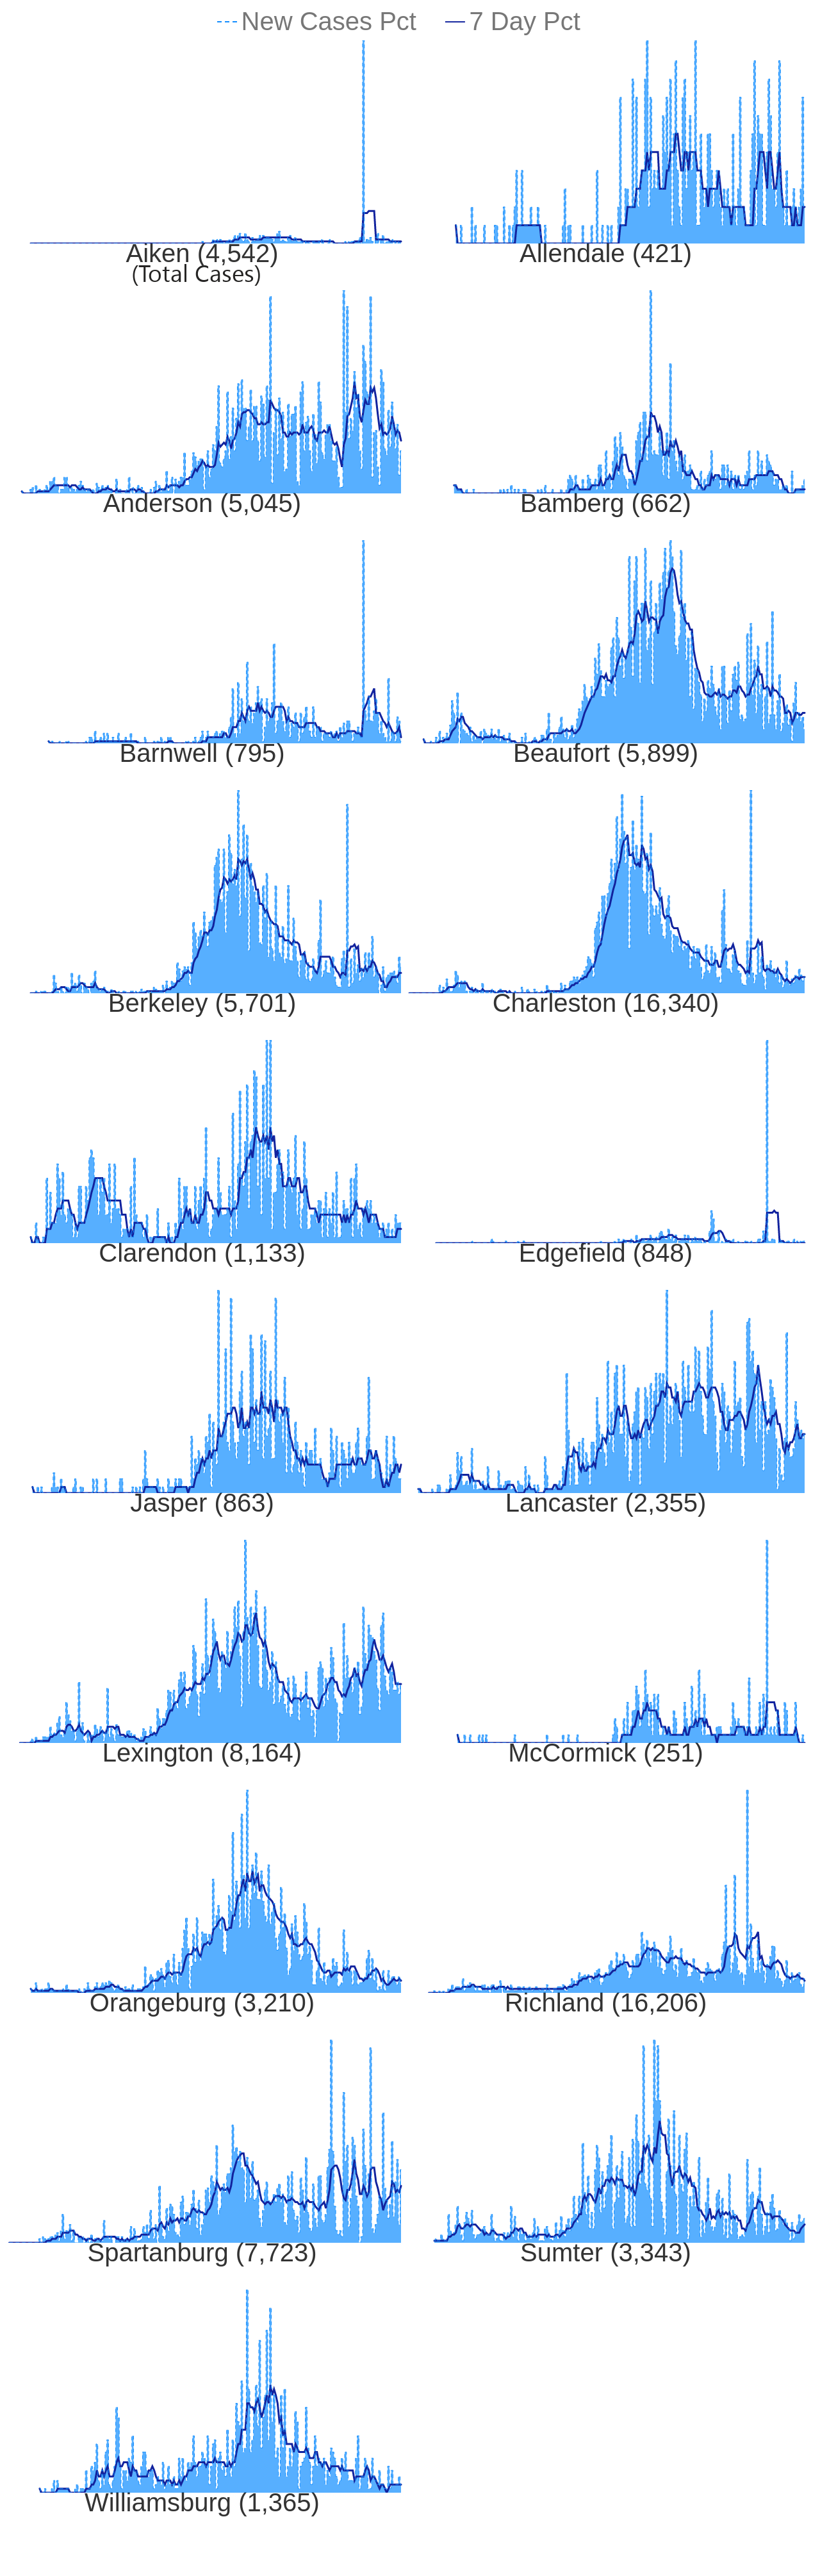 New Cases Pct 7 Day Pct
Aiken (4,542) Allendale (421)
(Total Cases)
Anderson (5,045) Bamberg (662)
Barnwell (795) Beaufort (5,899)
Berkeley (5,701) Charleston (16,340)
Clarendon (1,133) Edgefield (848)
Jasper (863) Lancaster (2,355)
Lexington (8,164) McCormick (251)
Orangeburg (3,210) Richland (16,206)
Spartanburg (7,723) Sumter (3,343)
Williamsburg (1,365)